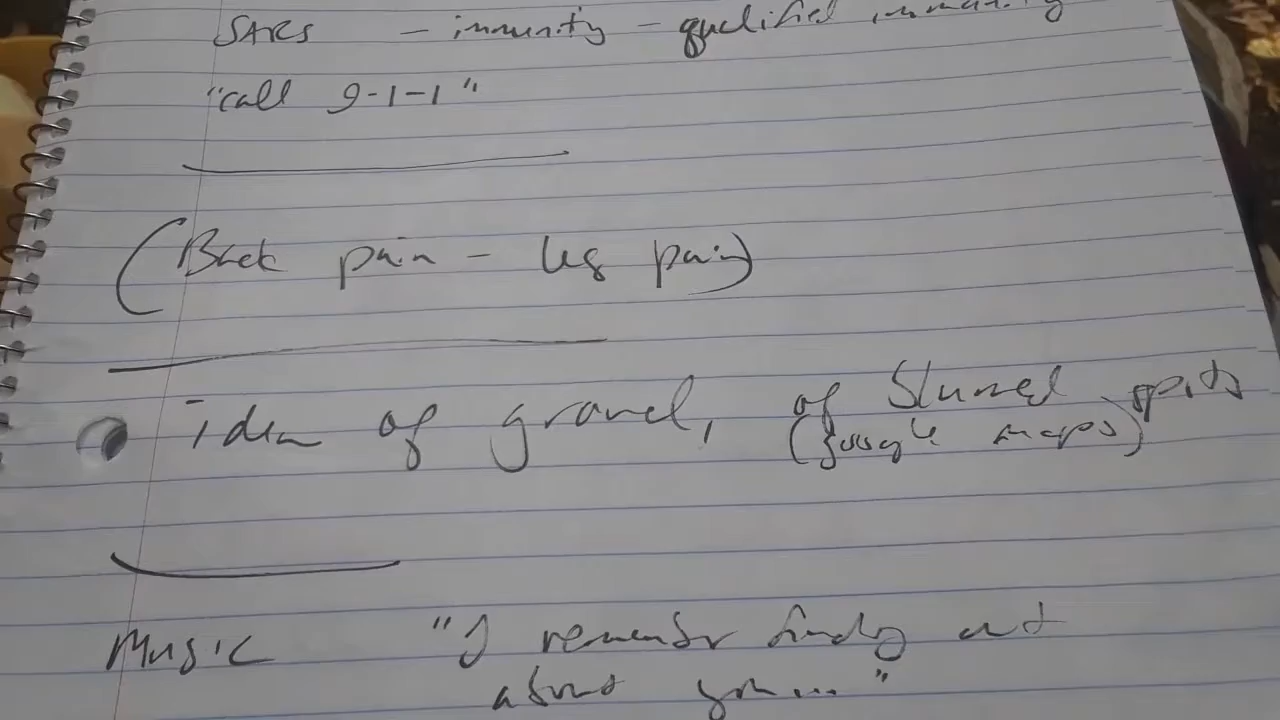 SARS - immunity - qualified immunity
"call 9-1-1"
(Back pain - leg pain)
idea of gravel, of blurred spots
(google maps)
Music "I remember finding out
about you..."